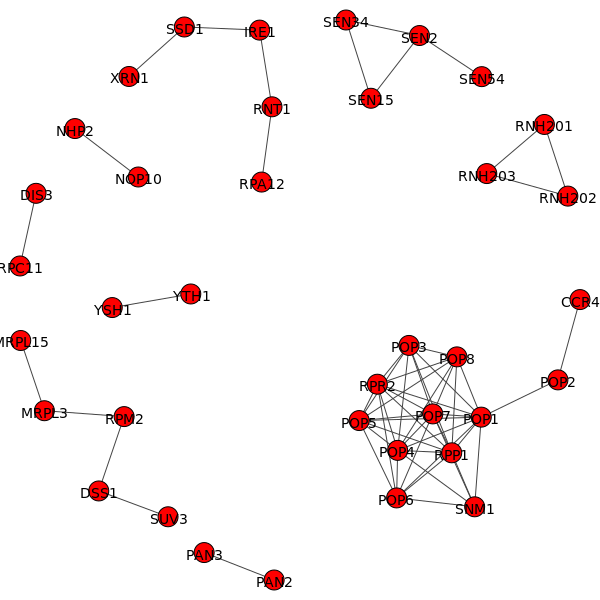 SEN34
SSD1
IRE1
SEN2
XRN1
SEN54
SEN15
RNT1
NHP2
RNH201
NOP10
RPA12
RNH203
DIS3
RNH202
RPC11
YTH1
CCR4
YSH1
MRPL15
POP3
POP8
POP2
RPR2
MRPL3
RPM2
POP5
POP7
POP1
POP4
RPP1
DSS1
POP6
SNM1
SUV3
PAN3
PAN2